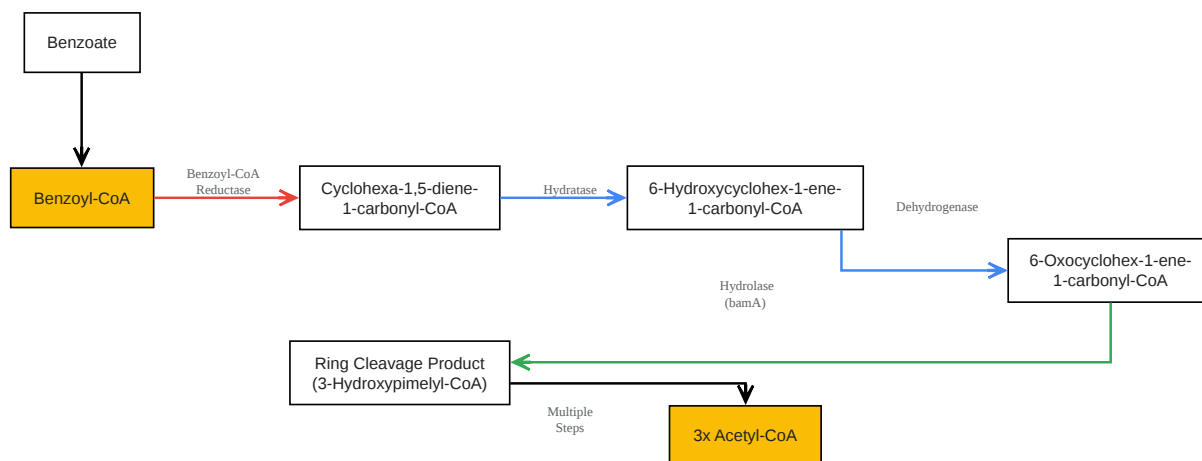 Benzoate
Benzoyl-CoA
Benzoyl-CoA
Reductase
Cyclohexa-1,5-diene-
1-carbonyl-CoA
Hydratase
6-Hydroxycyclohex-1-ene-
1-carbonyl-CoA
Dehydrogenase
6-Oxocyclohex-1-ene-
1-carbonyl-CoA
Hydrolase
(bamA)
Ring Cleavage Product
(3-Hydroxypimelyl-CoA)
Multiple
Steps
3x Acetyl-CoA